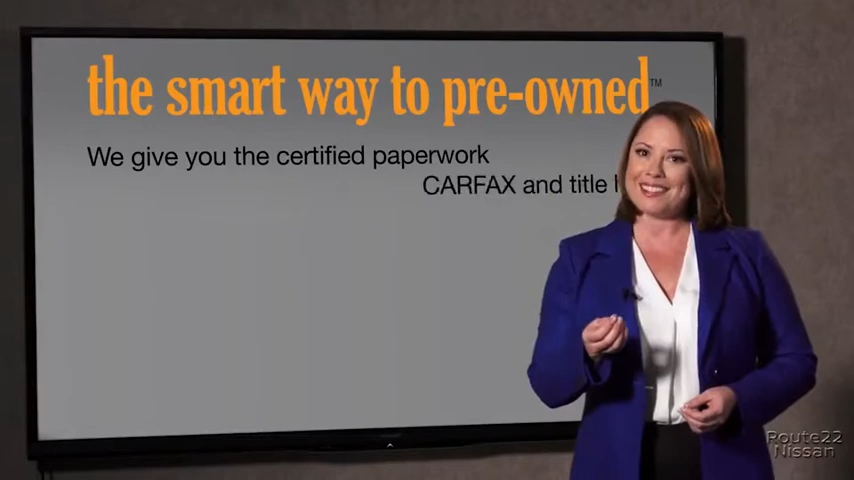 the smart way to pre-owned™
We give you the certified paperwork
CARFAX and title
Route22
Nissan